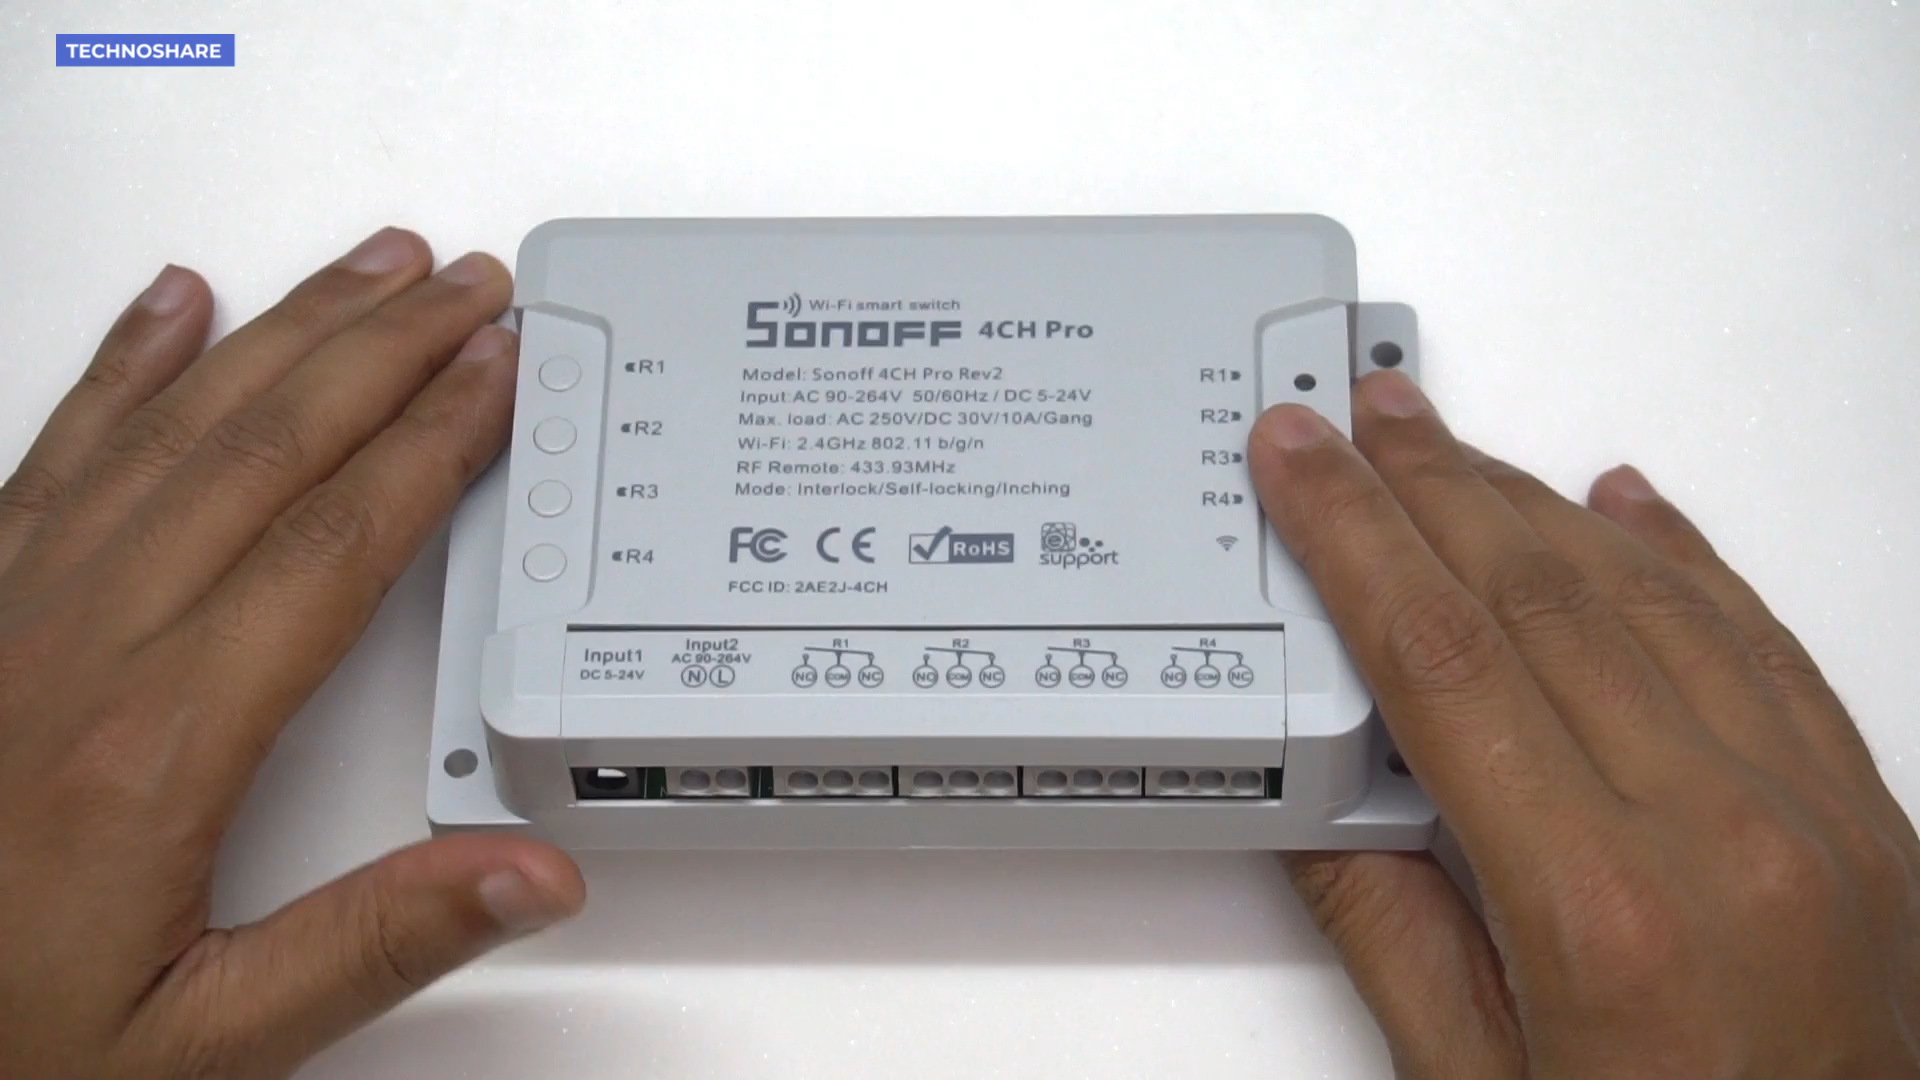 TECHNOSHARE
Wi-Fi smart switch
SONOFF 4CH Pro
Model: Sonoff 4CH Pro Rev2
Input: AC 90-264V 50/60Hz / DC 5-24V
Max. load: AC 250V/DC 30V/10A/Gang
Wi-Fi: 2.4GHz 802.11 b/g/n
RF Remote: 433.93MHz
Mode: Interlock/Self-locking/Inching
R1
R2
R3
R4
R1
R2
R3
R4
FC CE RoHS e support
FCC ID: 2AE2J-4CH
Input1
DC 5-24V
Input2
AC 90-264V
N L
R1
NO COM NC
R2
NO COM NC
R3
NO COM NC
R4
NO COM NC